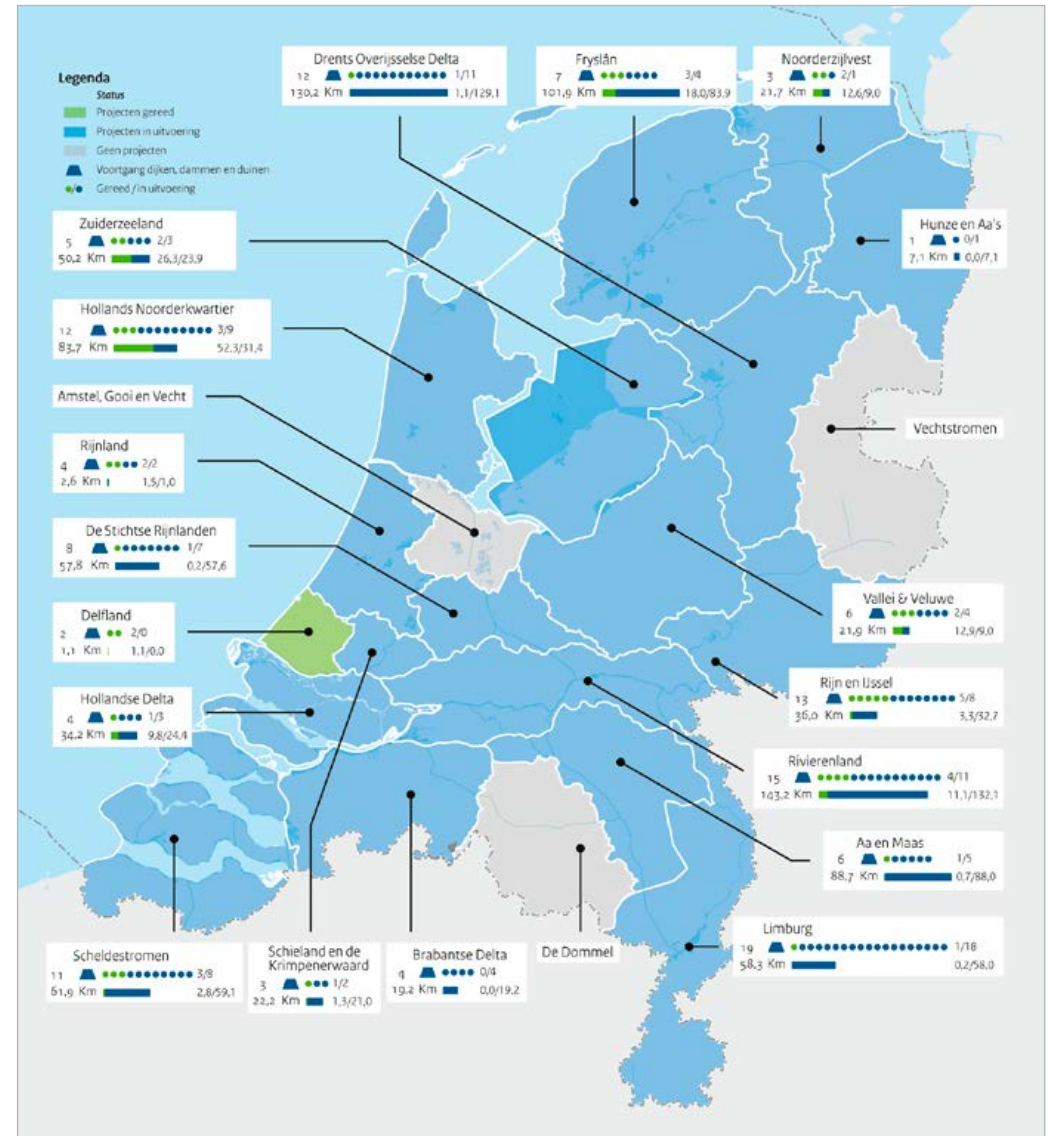 Legenda
Status
Projecten gereed
Projecten in uitvoering
Geen projecten
Voortgang dijken, dammen en duinen
Gereed / in uitvoering
Drents Overijsselse Delta
12 1/11
130,2 Km 1,1/129,1
Fryslân
7 3/4
101,9 Km 18,0/83,9
Noorderzijlvest
3 2/1
21,7 Km 12,6/9,0
Zuiderzeeland
5 2/3
50,2 Km 26,3/23,9
Hunze en Aa's
1 0/1
7,1 Km 0,0/7,1
Hollands Noorderkwartier
12 3/9
83,7 Km 52,3/31,4
Amstel, Gooi en Vecht
Vechtstromen
Rijnland
4 2/2
2,6 Km 1,5/1,0
De Stichtse Rijnlanden
8 1/7
57,8 Km 0,2/57,6
Delfland
2 2/0
1,1 Km 1,1/0,0
Vallei & Veluwe
6 2/4
21,9 Km 12,9/9,0
Hollandse Delta
4 1/3
34,2 Km 9,8/24,4
Rijn en IJssel
13 5/8
36,0 Km 3,3/32,7
Rivierenland
15 4/11
143,2 Km 11,1/132,1
Aa en Maas
6 1/5
88,7 Km 0,7/88,0
Limburg
19 1/18
58,3 Km 0,2/58,0
Scheldestromen
11 3/8
61,9 Km 2,8/59,1
Schieland en de
Krimpenerwaard
3 1/2
22,2 Km 1,3/21,0
Brabantse Delta
4 0/4
19,2 Km 0,0/19,2
De Dommel